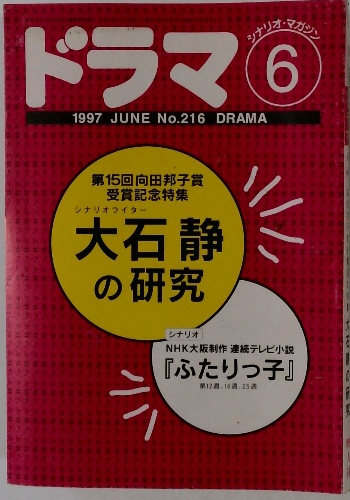 ドラマ
シナリオ・マガジン
6
1997 JUNE No.216 DRAMA
第15回向田邦子賞
受賞記念特集
シナリオライター
大石 静
の研究
シナリオ
NHK大阪制作 連続テレビ小説
『ふたりっ子』
第12週、16週、25週